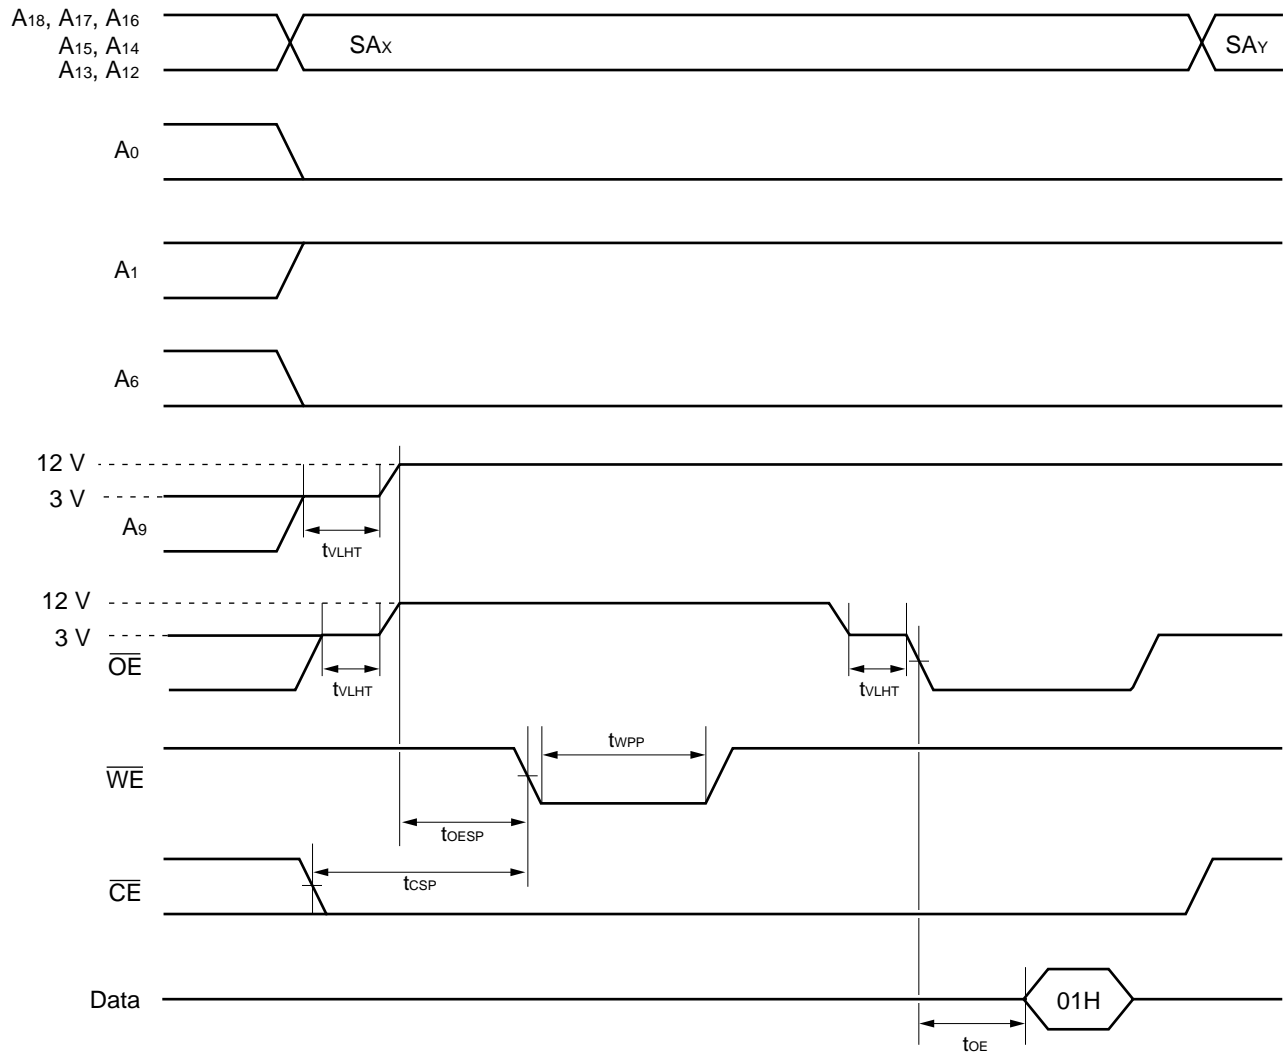 A18, A17, A16
A15, A14
A13, A12
SAX
SAY
A0
A1
A6
12 V
3 V
A9
tVLHT
12 V
3 V
OE
tVLHT
tVLHT
tWPP
WE
tOESP
tCSP
CE
Data
01H
tOE